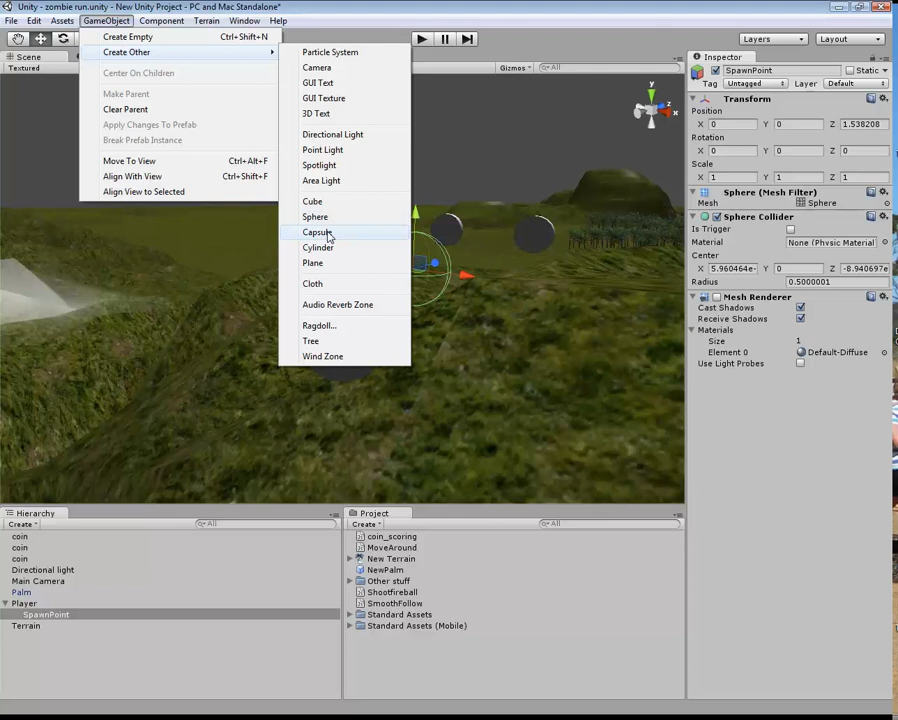 Unity - zombie run.unity - New Unity Project - PC and Mac Standalone*
File Edit Assets GameObject Component Terrain Window Help
Layers Layout
Create Empty Ctrl+Shift+N
Create Other
Center On Children
Make Parent
Clear Parent
Apply Changes To Prefab
Break Prefab Instance
Move To View Ctrl+Alt+F
Align With View Ctrl+Shift+F
Align View to Selected
Particle System
Camera
GUI Text
GUI Texture
3D Text
Directional Light
Point Light
Spotlight
Area Light
Cube
Sphere
Capsule
Cylinder
Plane
Cloth
Audio Reverb Zone
Ragdoll...
Tree
Wind Zone
Scene
Textured
Gizmos All
y
z
x
Inspector
SpawnPoint Static
Tag Untagged Layer Default
Transform
Position
X 0 Y 0 Z 1.538208
Rotation
X 0 Y 0 Z 0
Scale
X 1 Y 1 Z 1
Sphere (Mesh Filter)
Mesh Sphere
Sphere Collider
Is Trigger
Material None (Physic Material
Center
X 5.960464e- Y 0 Z -8.940697e
Radius 0.5000001
Mesh Renderer
Cast Shadows
Receive Shadows
Materials
Size 1
Element 0 Default-Diffuse
Use Light Probes
Hierarchy
Create All
coin
coin
coin
Directional light
Main Camera
Palm
Player
SpawnPoint
Terrain
Project
Create All
coin_scoring
MoveAround
New Terrain
NewPalm
Other stuff
Shootfireball
SmoothFollow
Standard Assets
Standard Assets (Mobile)